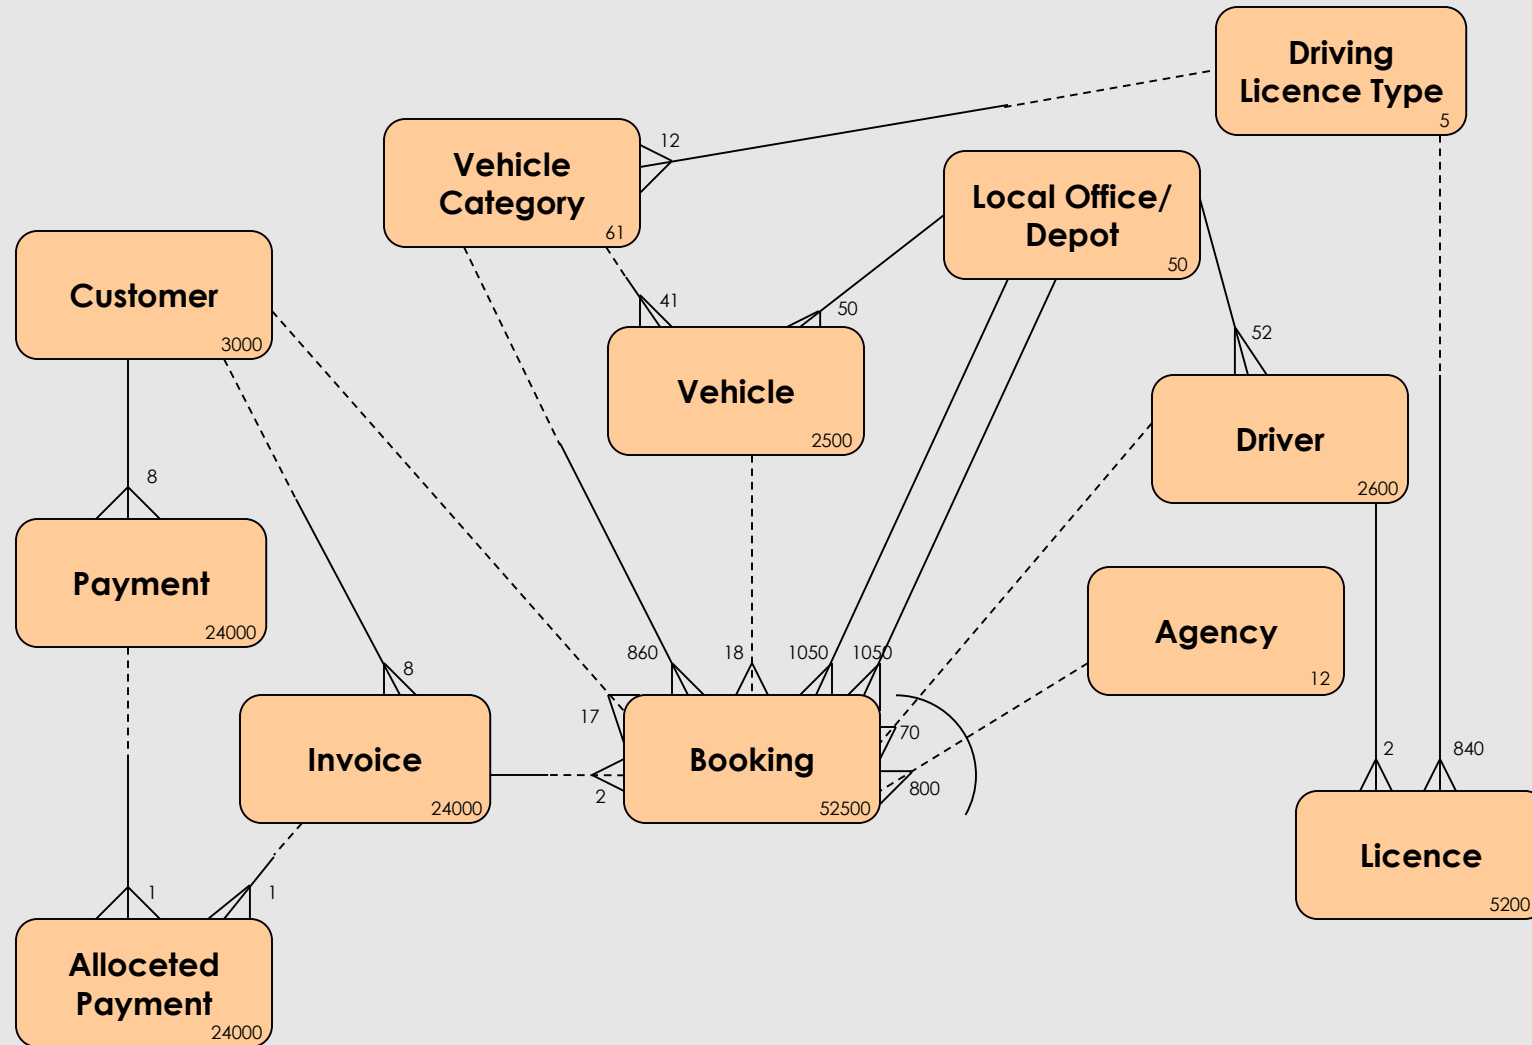 Driving
Licence Type
5
12
Vehicle
Category
61
Local Office/
Depot
50
Customer
3000
41
50
Vehicle
2500
52
Driver
2600
8
Payment
24000
Agency
12
860
18
1050
1050
8
17
70
2
840
Invoice
24000
2
Booking
52500
800
Licence
5200
1
1
Alloceted
Payment
24000